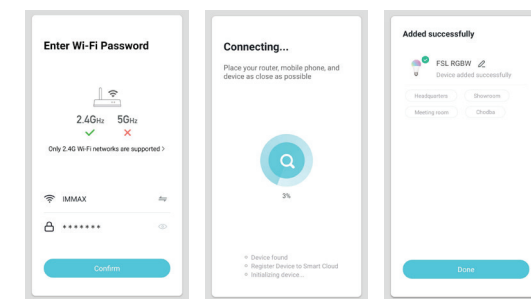 Enter Wi-Fi Password
2.4GHz 5GHz
Only 2.4G Wi-Fi networks are supported >
IMMAX
*******
Confirm
Connecting...
Place your router, mobile phone, and
device as close as possible
3%
Device found
Register Device to Smart Cloud
Initializing device...
Added successfully
FSL RGBW
Device added successfully
Headquarters Showroom
Meeting room Chodba
Done